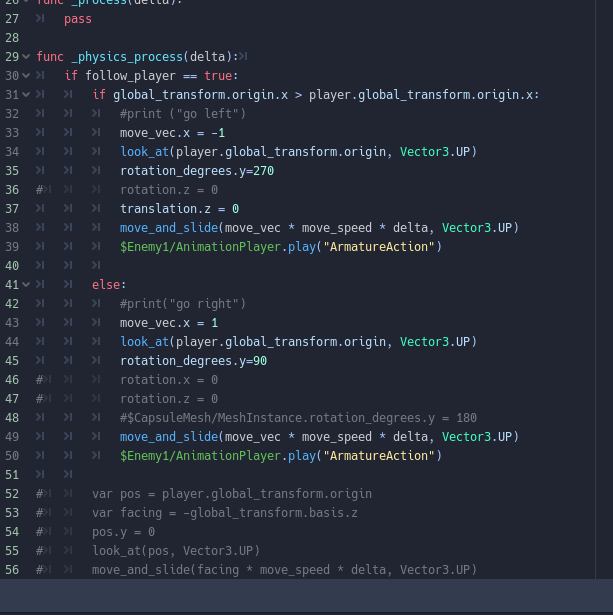 26 func _process(delta):
27 pass
28
29 func _physics_process(delta):
30 if follow_player == true:
31 if global_transform.origin.x > player.global_transform.origin.x:
32 #print ("go left")
33 move_vec.x = -1
34 look_at(player.global_transform.origin, Vector3.UP)
35 rotation_degrees.y=270
36 # rotation.z = 0
37 translation.z = 0
38 move_and_slide(move_vec * move_speed * delta, Vector3.UP)
39 $Enemy1/AnimationPlayer.play("ArmatureAction")
40
41 else:
42 #print("go right")
43 move_vec.x = 1
44 look_at(player.global_transform.origin, Vector3.UP)
45 rotation_degrees.y=90
46 # rotation.x = 0
47 # rotation.z = 0
48 #$CapsuleMesh/MeshInstance.rotation_degrees.y = 180
49 move_and_slide(move_vec * move_speed * delta, Vector3.UP)
50 $Enemy1/AnimationPlayer.play("ArmatureAction")
51
52 # var pos = player.global_transform.origin
53 # var facing = -global_transform.basis.z
54 # pos.y = 0
55 # look_at(pos, Vector3.UP)
56 # move_and_slide(facing * move_speed * delta, Vector3.UP)